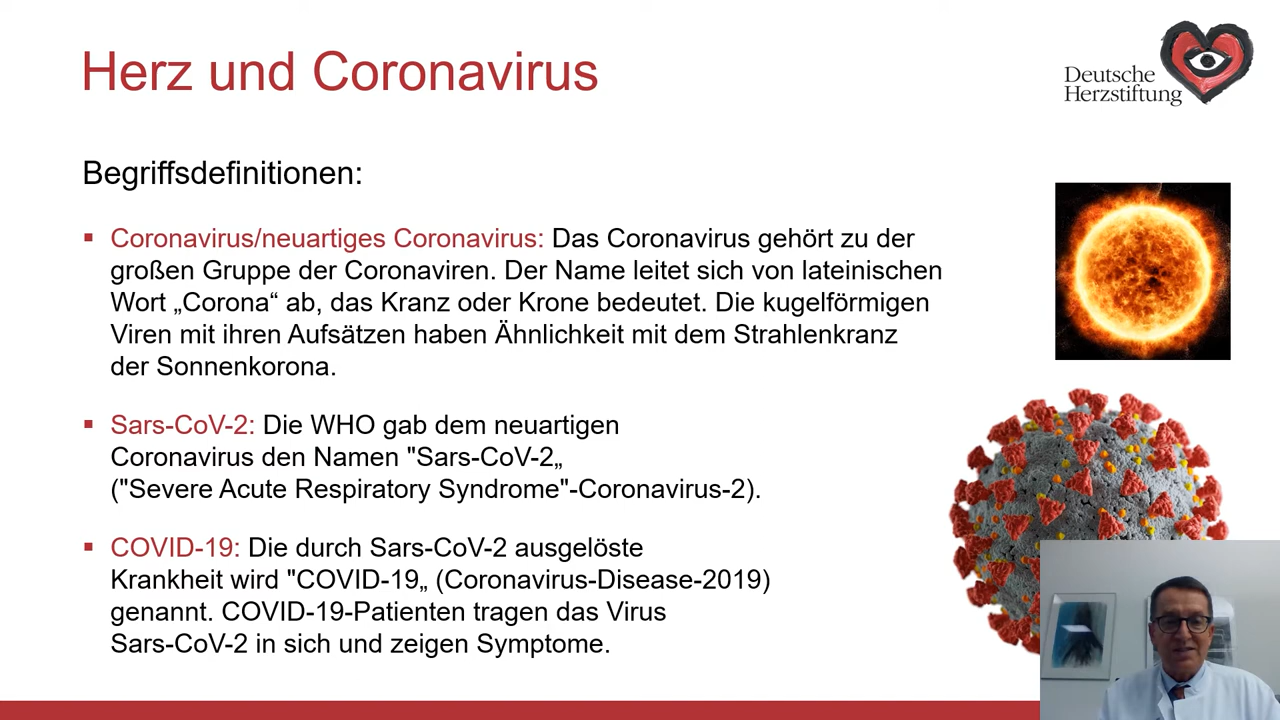 Herz und Coronavirus
Deutsche
Herzstiftung
Begriffsdefinitionen:
▪ Coronavirus/neuartiges Coronavirus: Das Coronavirus gehört zu der
großen Gruppe der Coronaviren. Der Name leitet sich von lateinischen
Wort „Corona“ ab, das Kranz oder Krone bedeutet. Die kugelförmigen
Viren mit ihren Aufsätzen haben Ähnlichkeit mit dem Strahlenkranz
der Sonnenkorona.
▪ Sars-CoV-2: Die WHO gab dem neuartigen
Coronavirus den Namen "Sars-CoV-2„
("Severe Acute Respiratory Syndrome"-Coronavirus-2).
▪ COVID-19: Die durch Sars-CoV-2 ausgelöste
Krankheit wird "COVID-19„ (Coronavirus-Disease-2019)
genannt. COVID-19-Patienten tragen das Virus
Sars-CoV-2 in sich und zeigen Symptome.